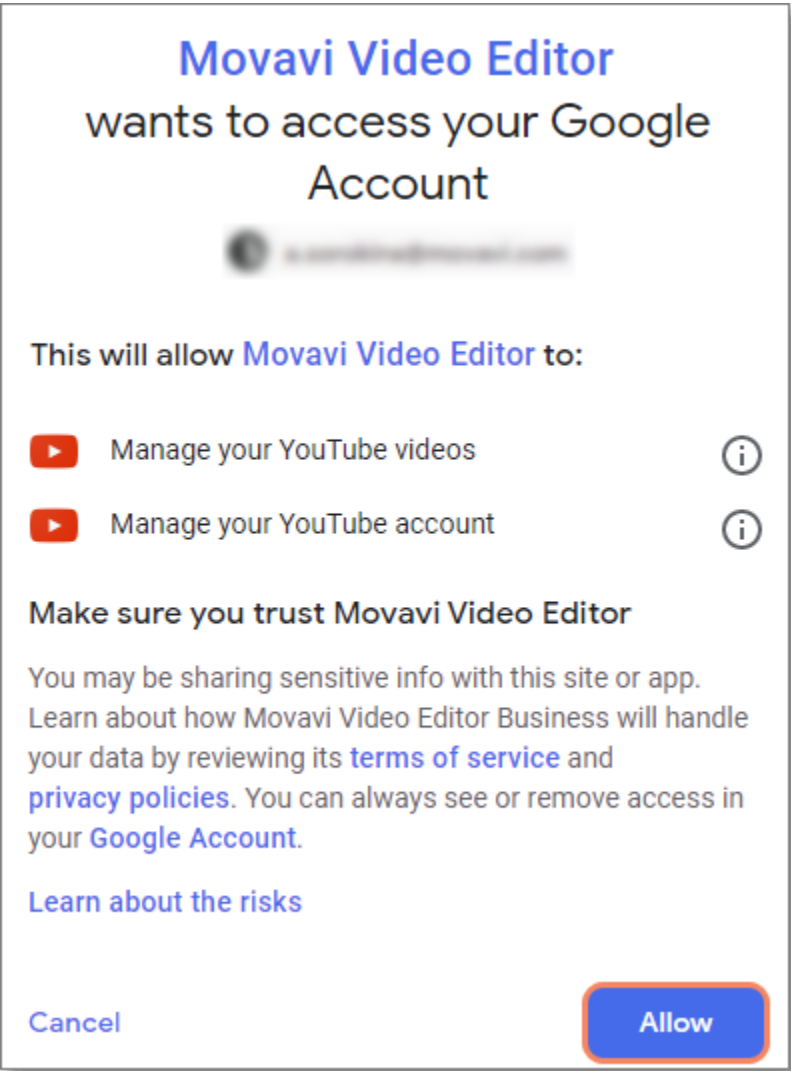 Movavi Video Editor
wants to access your Google
Account
This will allow Movavi Video Editor to:
Manage your YouTube videos
Manage your YouTube account
Make sure you trust Movavi Video Editor
You may be sharing sensitive info with this site or app.
Learn about how Movavi Video Editor Business will handle
your data by reviewing its terms of service and
privacy policies. You can always see or remove access in
your Google Account.
Learn about the risks
Cancel
Allow